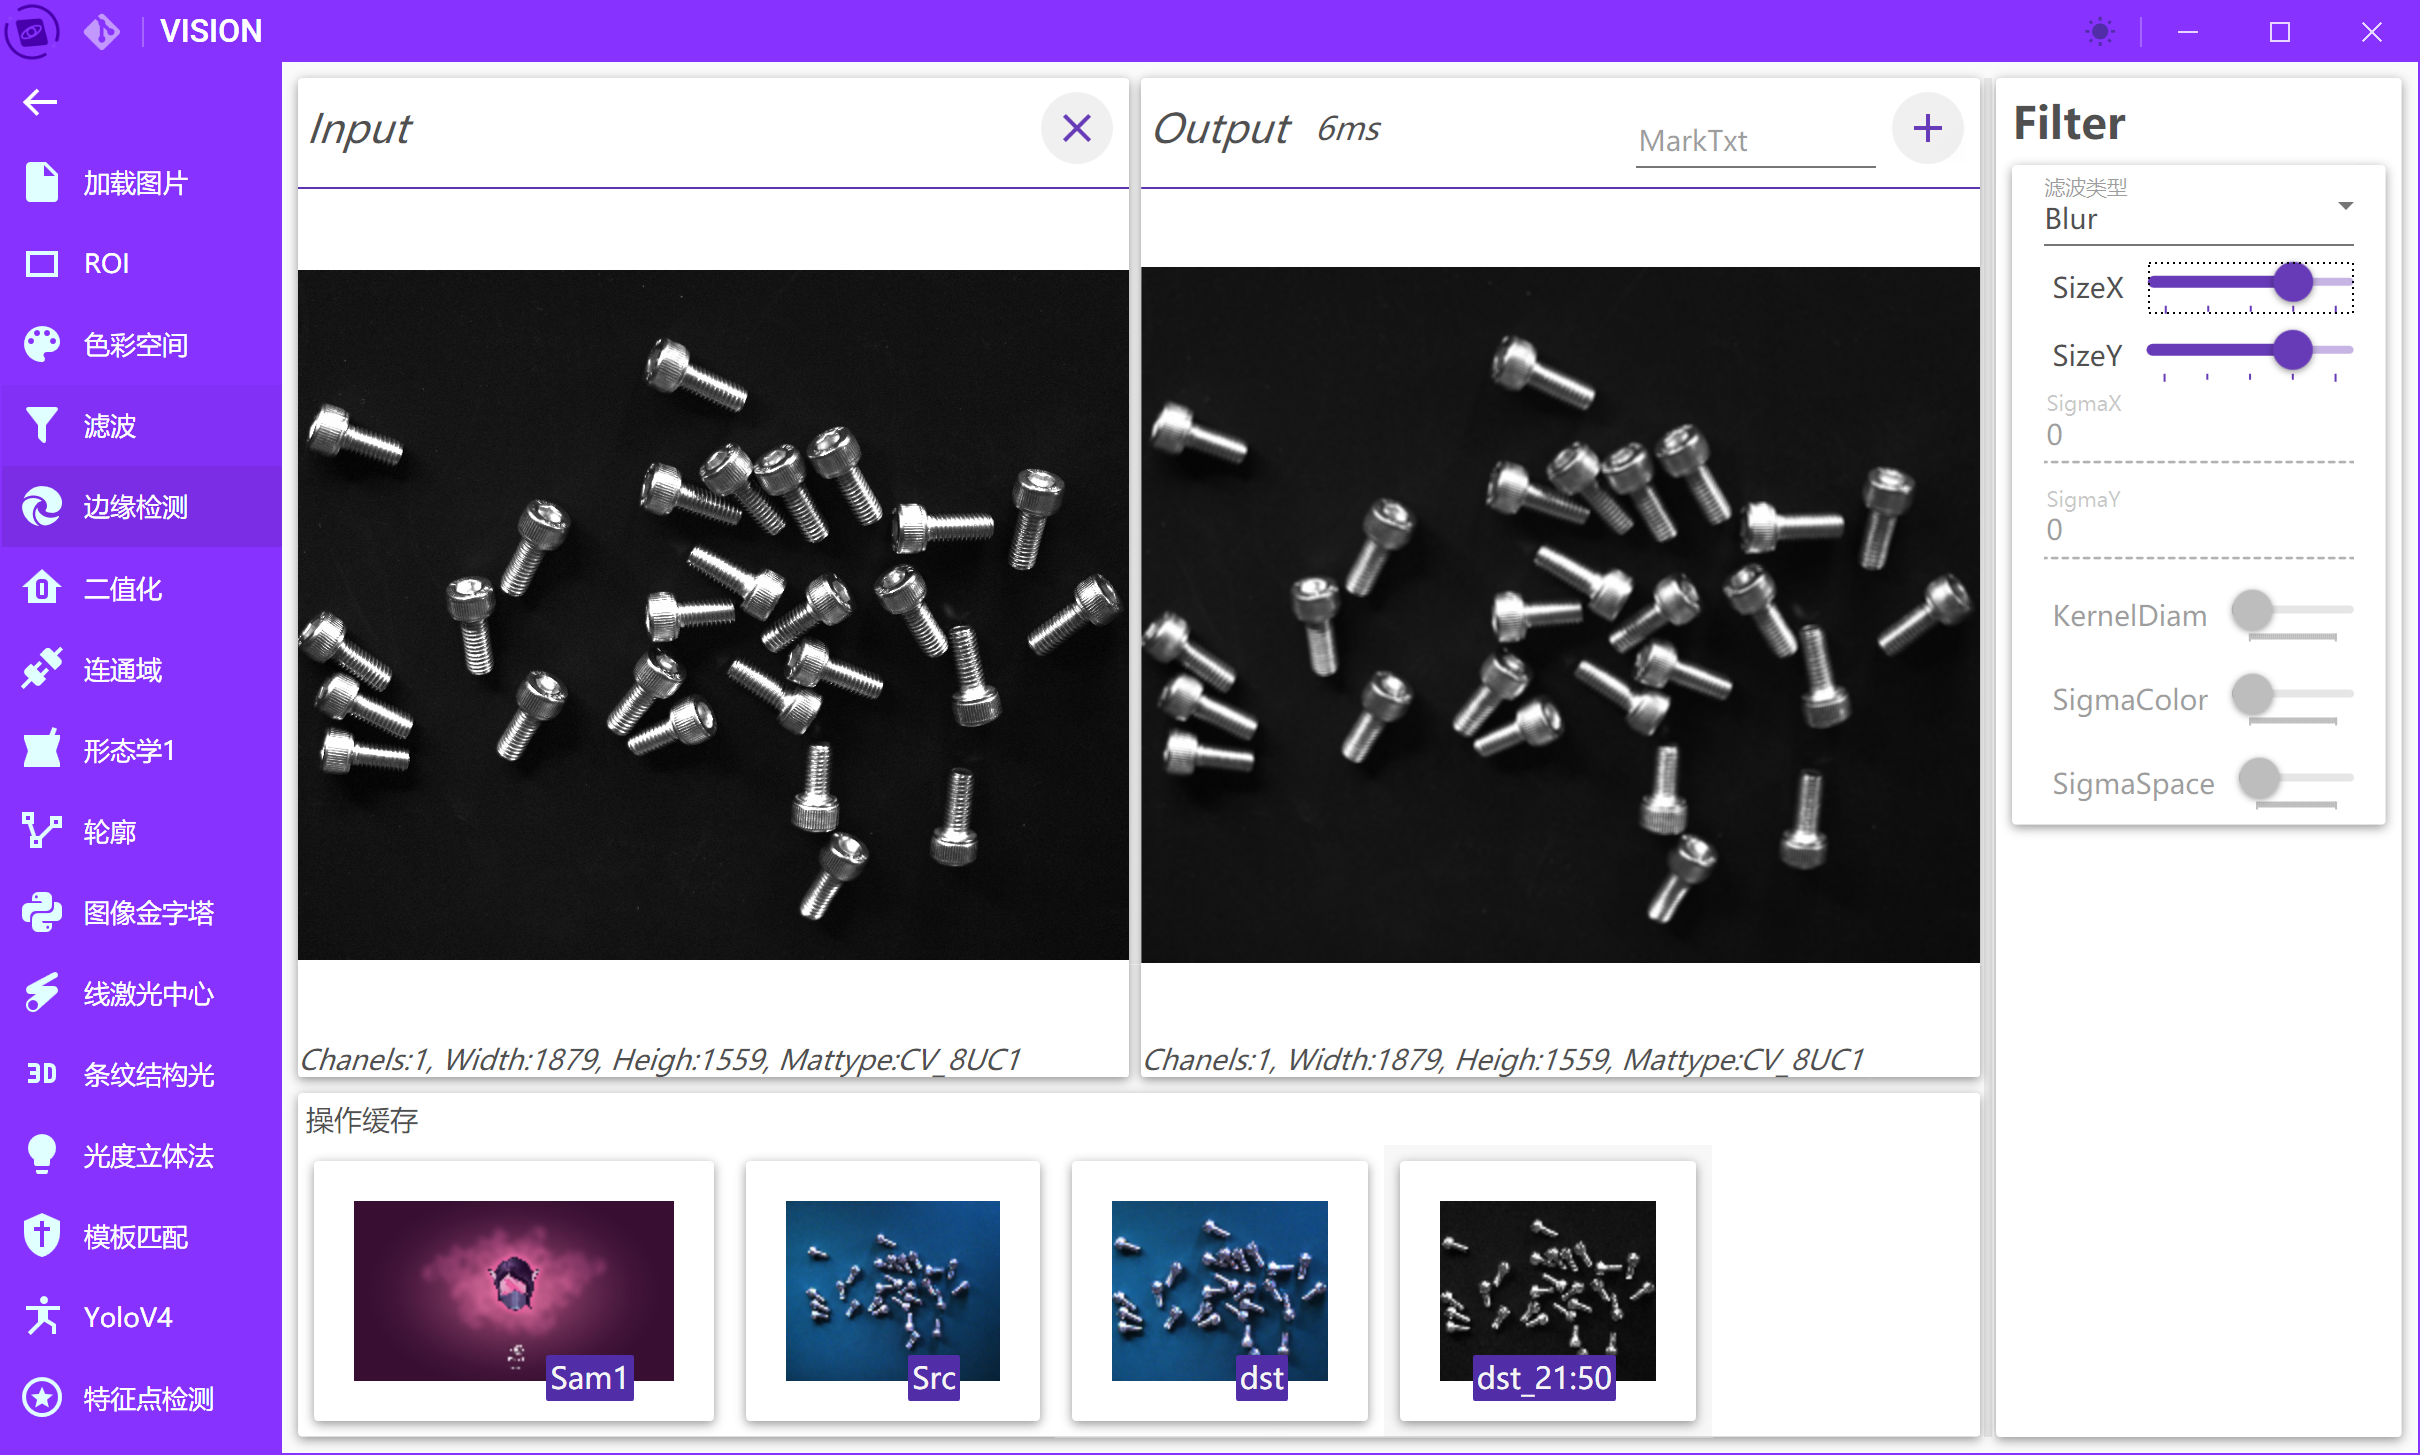 VISION
加载图片
ROI
色彩空间
滤波
边缘检测
二值化
连通域
形态学1
轮廓
图像金字塔
线激光中心
3D 条纹结构光
光度立体法
模板匹配
YoloV4
特征点检测
Input
Chanels:1, Width:1879, Heigh:1559, Mattype:CV_8UC1
Output 6ms
MarkTxt
Chanels:1, Width:1879, Heigh:1559, Mattype:CV_8UC1
操作缓存
Sam1
Src
dst
dst_21:50
Filter
滤波类型
Blur
SizeX
SizeY
SigmaX
0
SigmaY
0
KernelDiam
SigmaColor
SigmaSpace